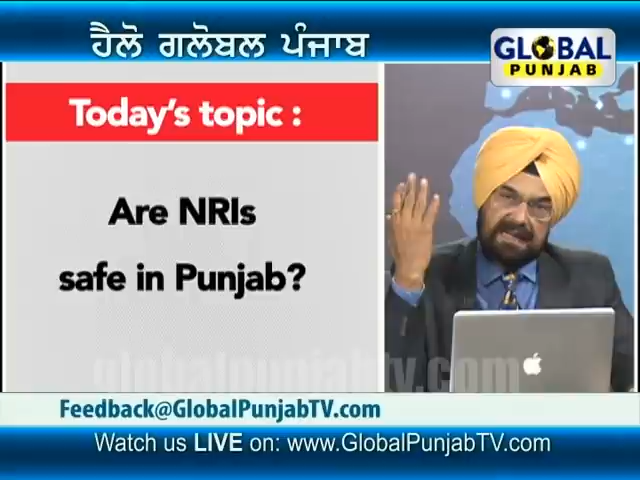 ਹੈਲੋ ਗਲੋਬਲ ਪੰਜਾਬ
GLOBAL
PUNJAB
Today's topic :
Are NRIs
safe in Punjab?
globalpunjabtv.com
Feedback@GlobalPunjabTV.com
Watch us LIVE on: www.GlobalPunjabTV.com